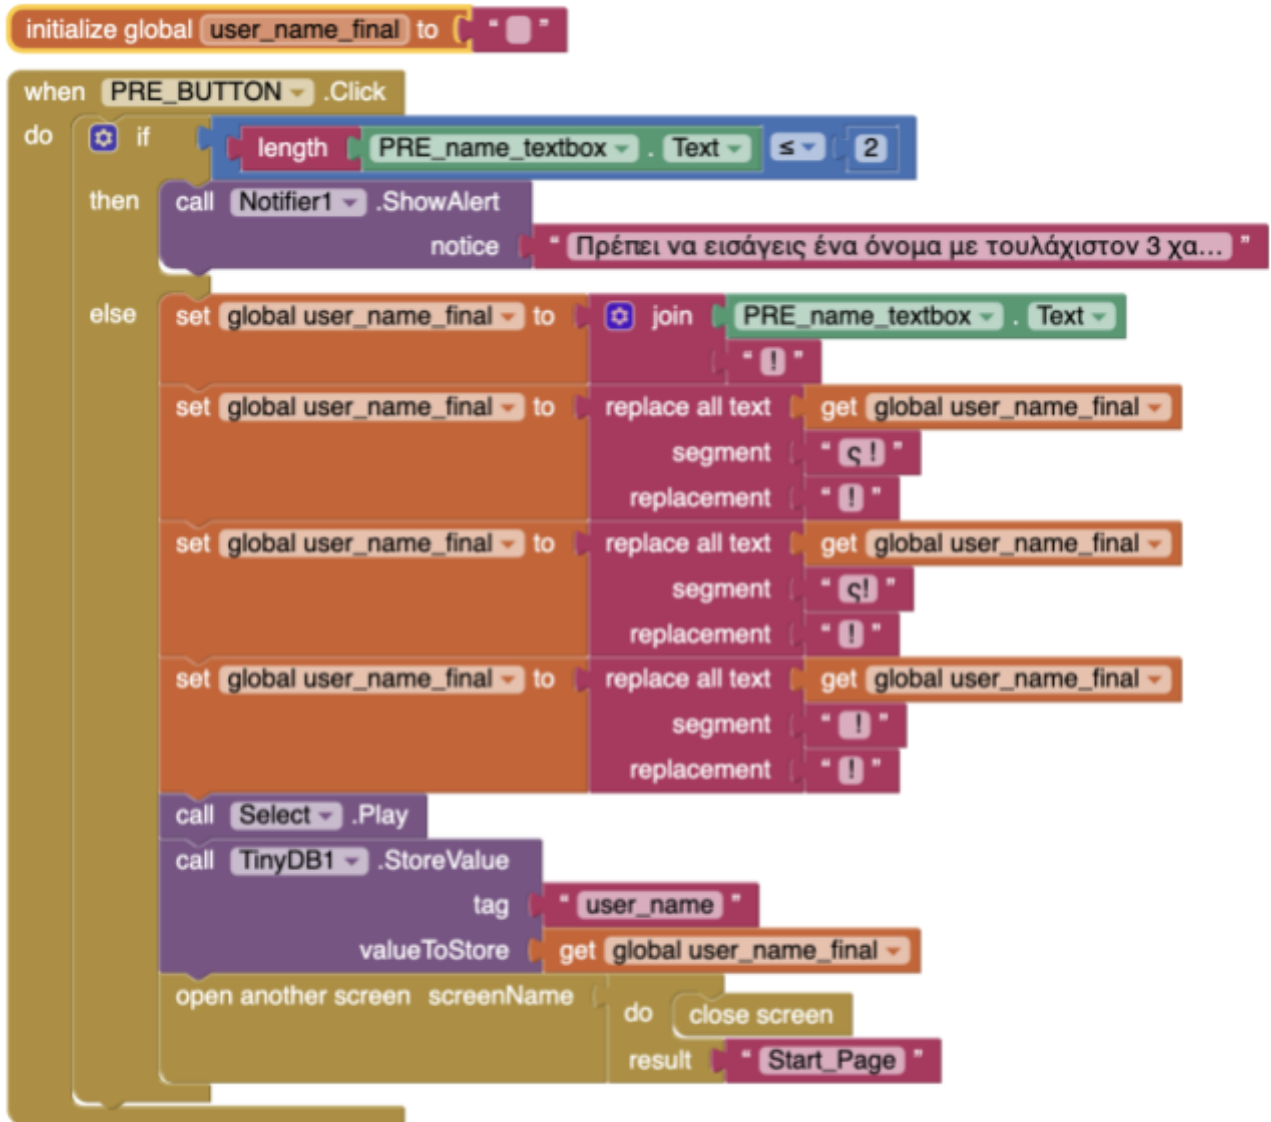 initialize global user_name_final to " "
when PRE_BUTTON .Click
do if length PRE_name_textbox . Text ≤ 2
then call Notifier1 .ShowAlert
notice " Πρέπει να εισάγεις ένα όνομα με τουλάχιστον 3 χα... "
else set global user_name_final to join PRE_name_textbox . Text
" ! "
set global user_name_final to replace all text get global user_name_final
segment " ς ! "
replacement " ! "
set global user_name_final to replace all text get global user_name_final
segment " ς! "
replacement " ! "
set global user_name_final to replace all text get global user_name_final
segment "  ! "
replacement " ! "
call Select .Play
call TinyDB1 .StoreValue
tag " user_name "
valueToStore get global user_name_final
open another screen screenName
do close screen
result " Start_Page "